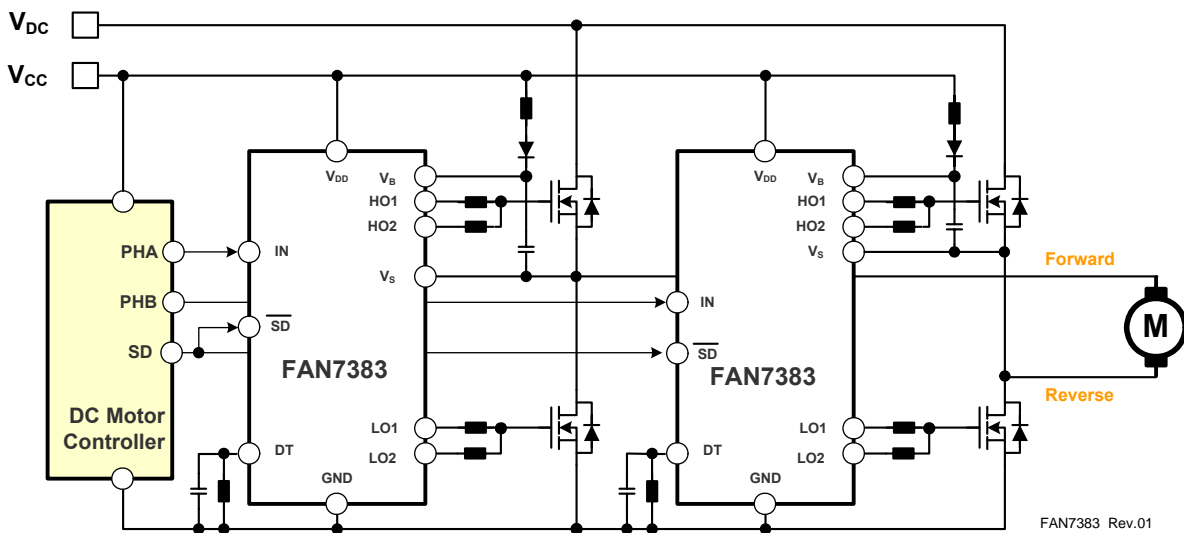 VDC
VCC
VDD
VB
HO1
HO2
VS
VDD
VB
HO1
HO2
VS
PHA
IN
Forward
PHB
IN
SD
M
SD
SD
FAN7383
FAN7383
Reverse
DC Motor
Controller
LO1
LO2
DT
GND
LO1
LO2
DT
GND
FAN7383 Rev.01